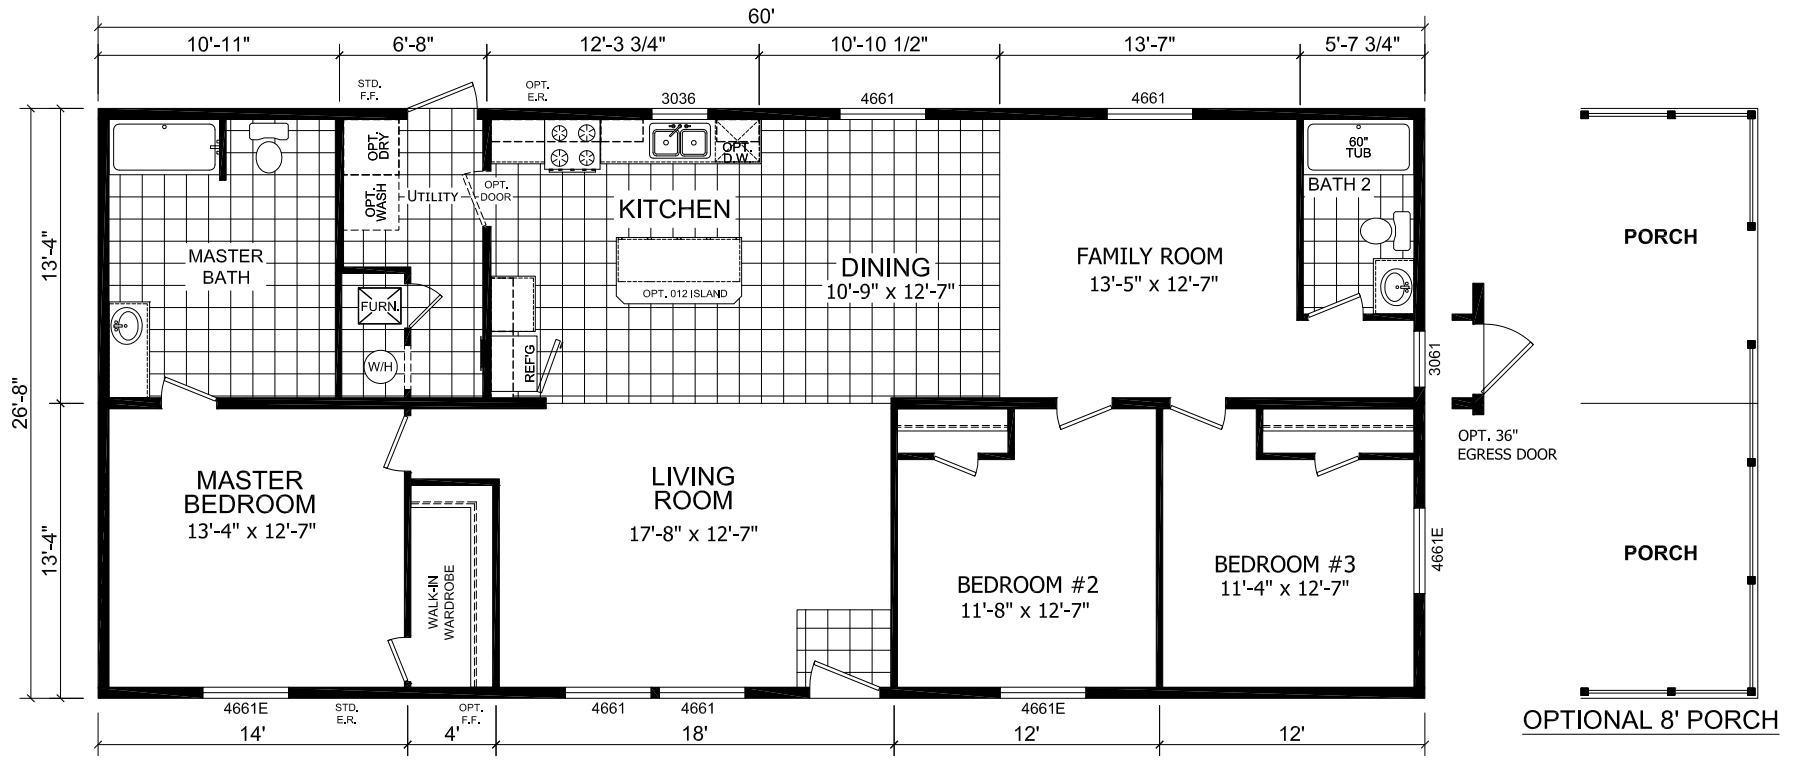 60'
10'-11"
6'-8"
12'-3 3/4"
10'-10 1/2"
13'-7"
5'-7 3/4"
STD.
F.F.
OPT.
E.R.
3036
4661
4661
OPT.
DRY
OPT.
WASH
UTILITY
OPT.
DOOR
OPT.
D.W.
60"
TUB
BATH 2
KITCHEN
MASTER
BATH
DINING
10'-9" x 12'-7"
FAMILY ROOM
13'-5" x 12'-7"
PORCH
OPT. 012 ISLAND
FURN.
W/H
REF'G
3061
13'-4"
26'-8"
13'-4"
OPT. 36"
EGRESS DOOR
MASTER
BEDROOM
13'-4" x 12'-7"
LIVING
ROOM
17'-8" x 12'-7"
WALK-IN
WARDROBE
BEDROOM #2
11'-8" x 12'-7"
BEDROOM #3
11'-4" x 12'-7"
4661E
PORCH
4661E
STD.
E.R.
OPT.
F.F.
4661
4661
4661E
14'
4'
18'
12'
12'
OPTIONAL 8' PORCH